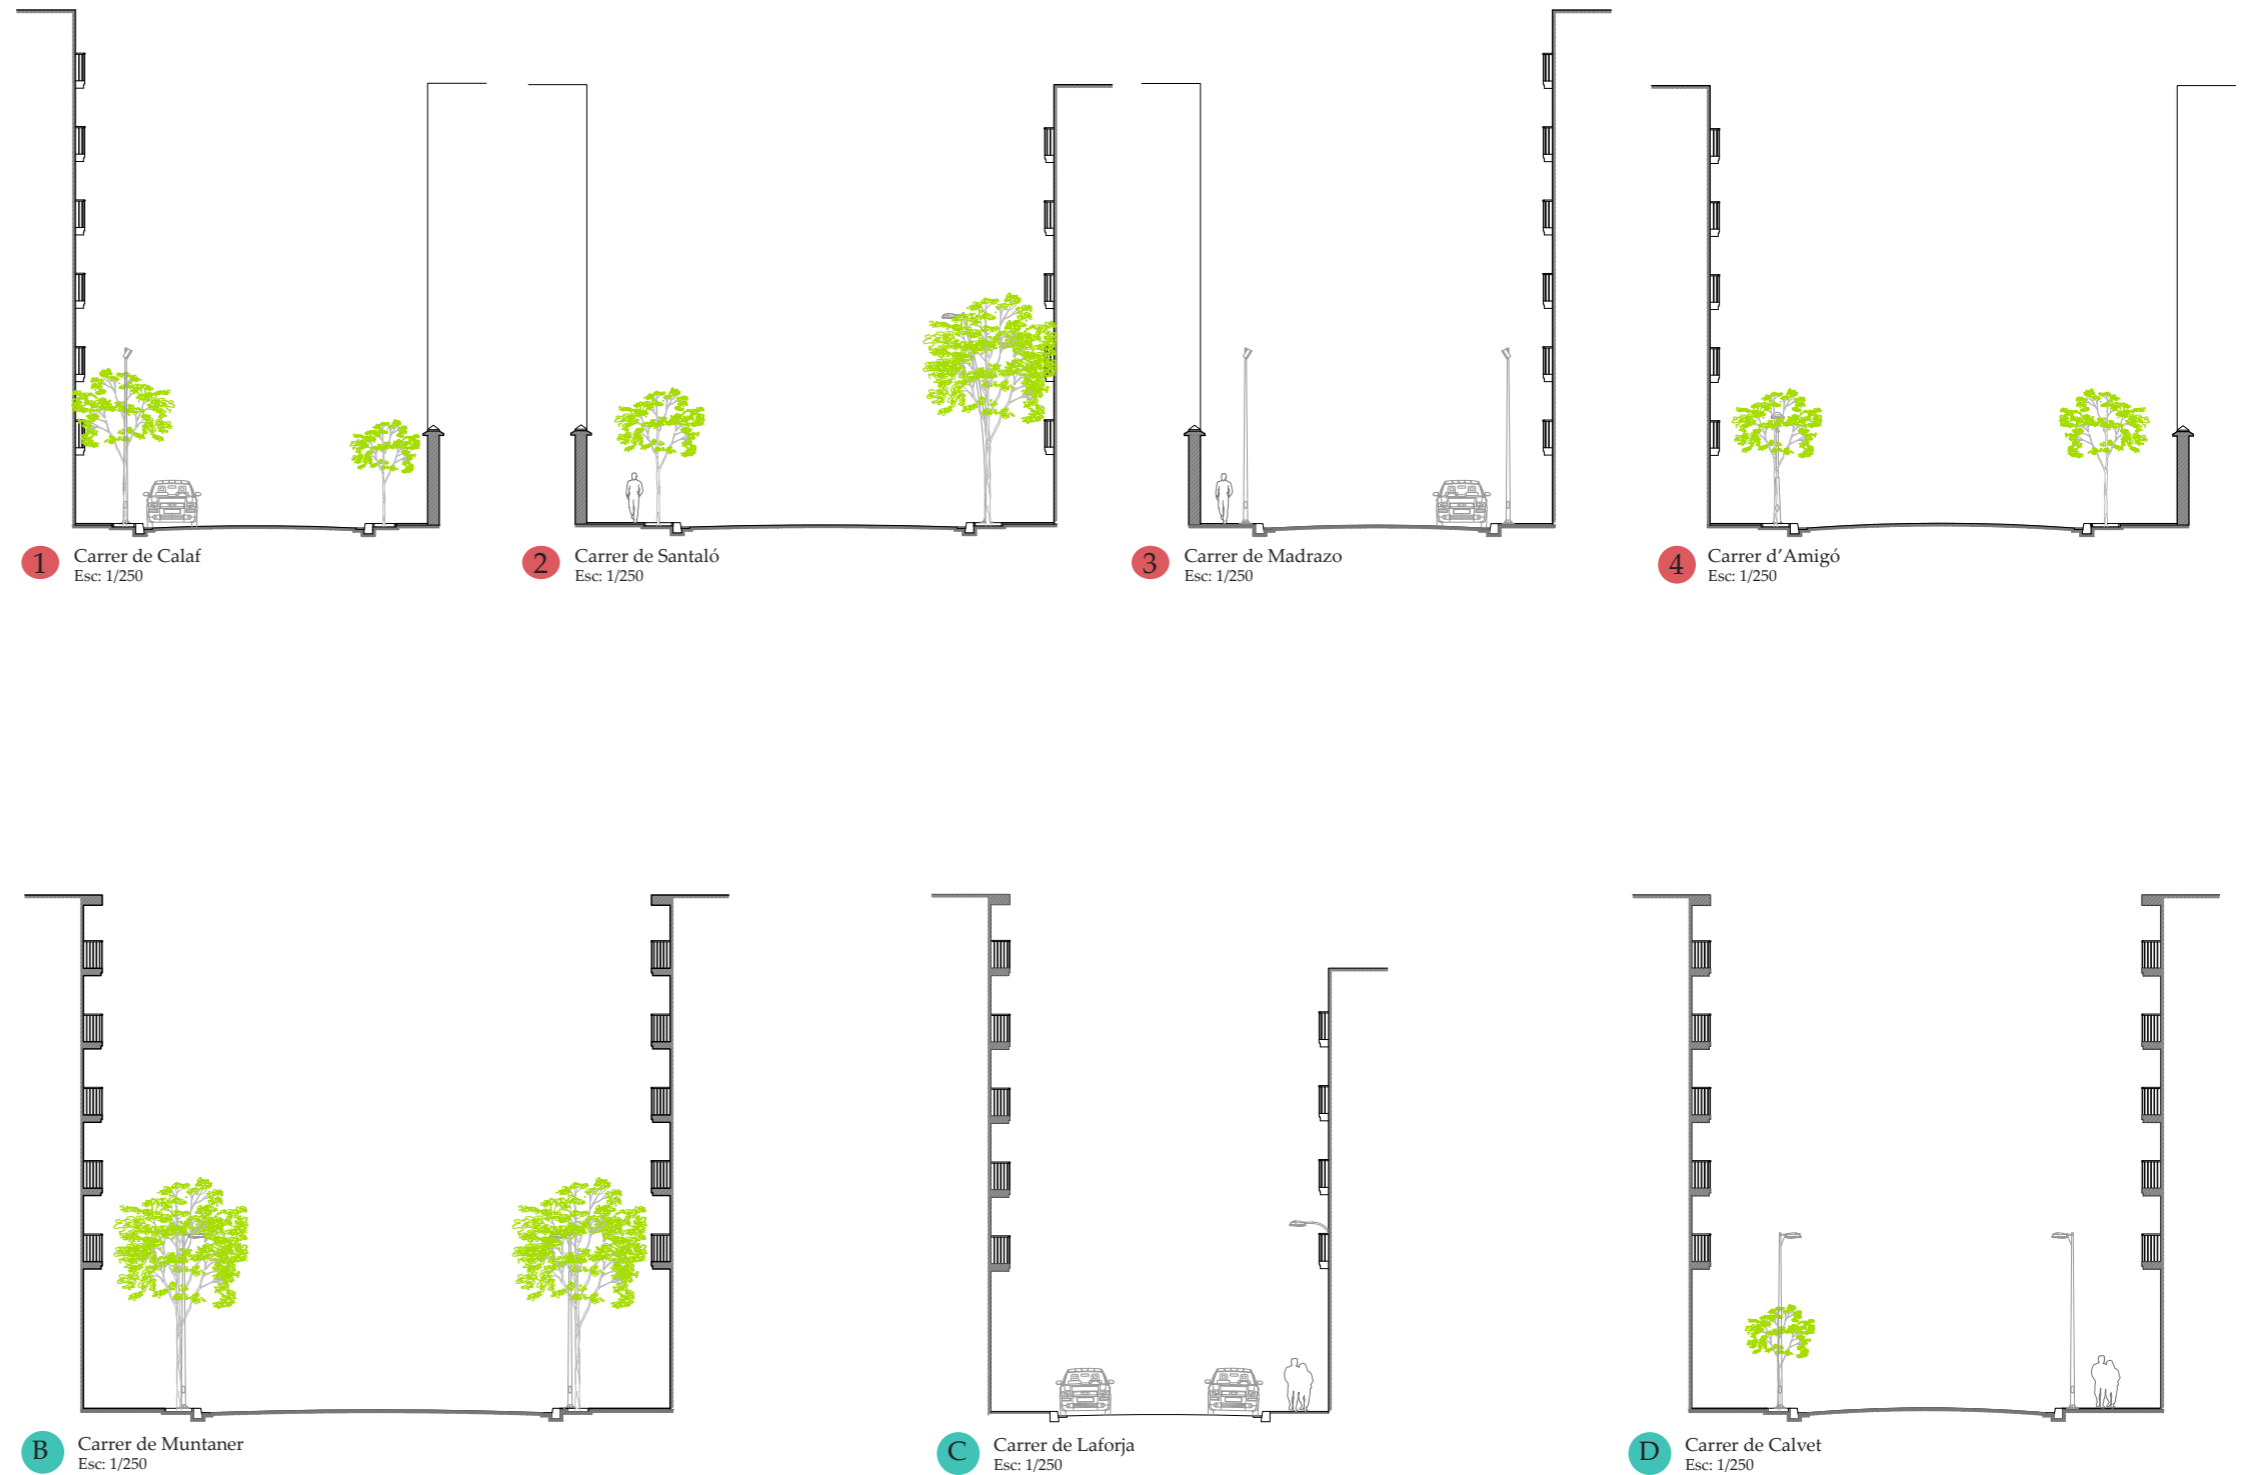 1 Carrer de Calaf
Esc: 1/250
2 Carrer de Santaló
Esc: 1/250
3 Carrer de Madrazo
Esc: 1/250
4 Carrer d'Amigó
Esc: 1/250
B Carrer de Muntaner
Esc: 1/250
C Carrer de Laforja
Esc: 1/250
D Carrer de Calvet
Esc: 1/250